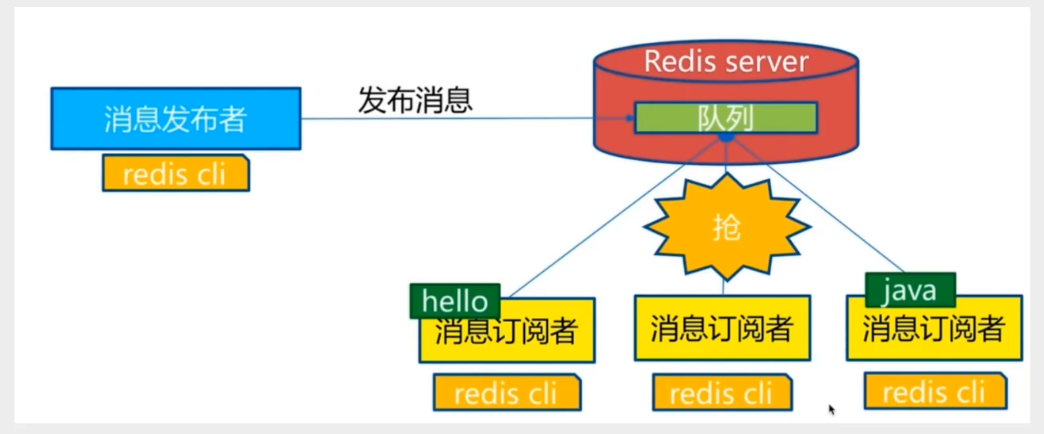 Redis server
发布消息
消息发布者
队列
redis cli
抢
hello
java
消息订阅者
消息订阅者
消息订阅者
redis cli
redis cli
redis cli